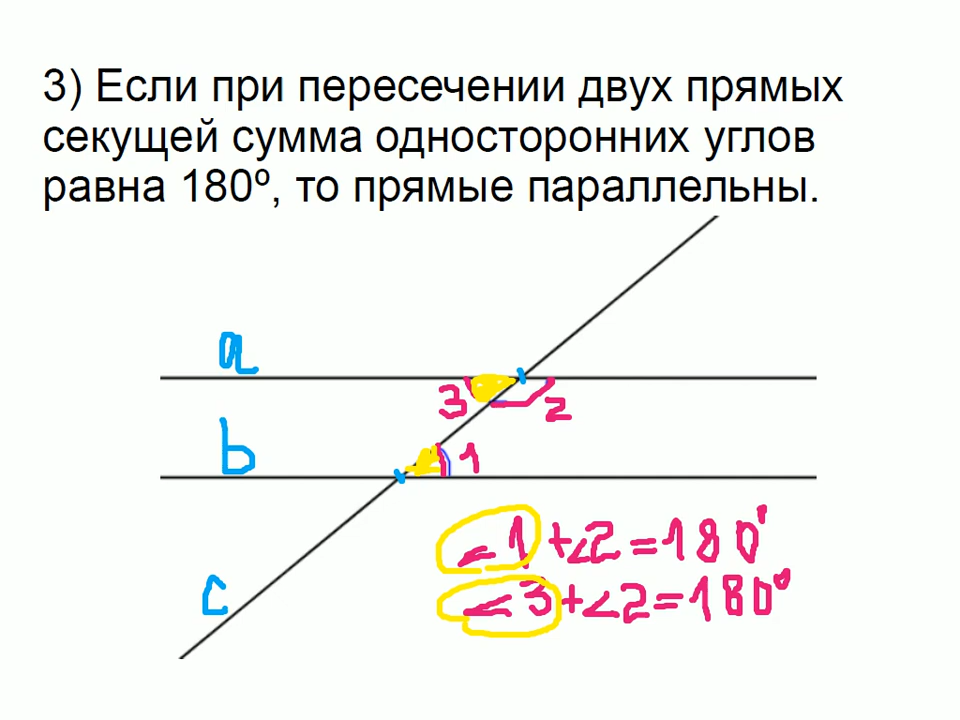 3) Если при пересечении двух прямых
секущей сумма односторонних углов
равна 180º, то прямые параллельны.
a
3 2
b
1
∠1+∠2=180°
c
∠3+∠2=180°